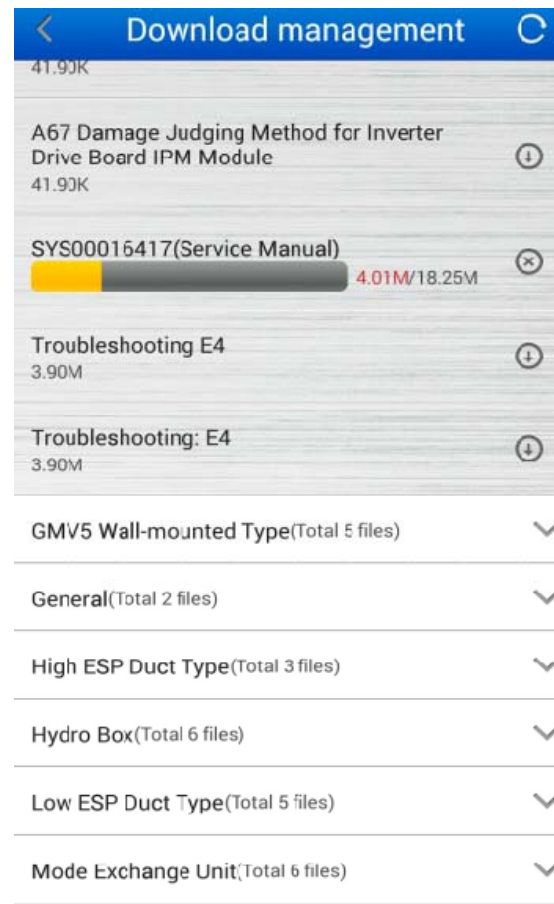 Download management
41.90K
A67 Damage Judging Method for Inverter
Drive Board IPM Module
41.90K
SYS00016417(Service Manual)
4.01M/18.25M
Troubleshooting E4
3.90M
Troubleshooting: E4
3.90M
GMV5 Wall-mounted Type(Total 5 files)
General(Total 2 files)
High ESP Duct Type(Total 3 files)
Hydro Box(Total 6 files)
Low ESP Duct Type(Total 5 files)
Mode Exchange Unit(Total 6 files)